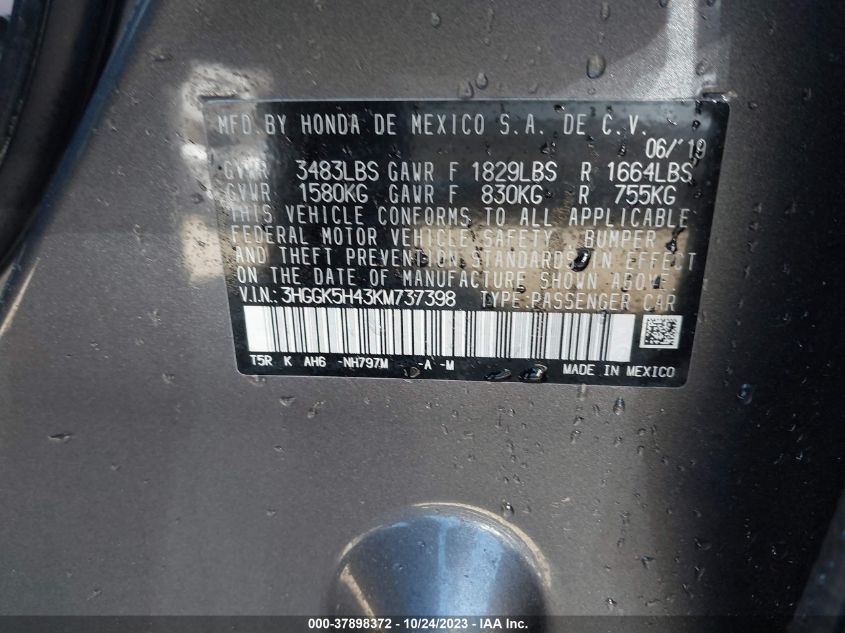 MFD. BY HONDA DE MEXICO S.A. DE C.V.
06/'19
GVWR 3483LBS GAWR F 1829LBS R 1664LBS
GVWR 1580KG GAWR F 830KG R 755KG
THIS VEHICLE CONFORMS TO ALL APPLICABLE
FEDERAL MOTOR VEHICLE SAFETY, BUMPER
AND THEFT PREVENTION STANDARDS IN EFFECT
ON THE DATE OF MANUFACTURE SHOWN ABOVE.
V.I.N.: 3HGGK5H43KM737398 TYPE:PASSENGER CAR
T5R K AH6 -NH797M -A -M MADE IN MEXICO
000-37898372 - 10/24/2023 - IAA Inc.